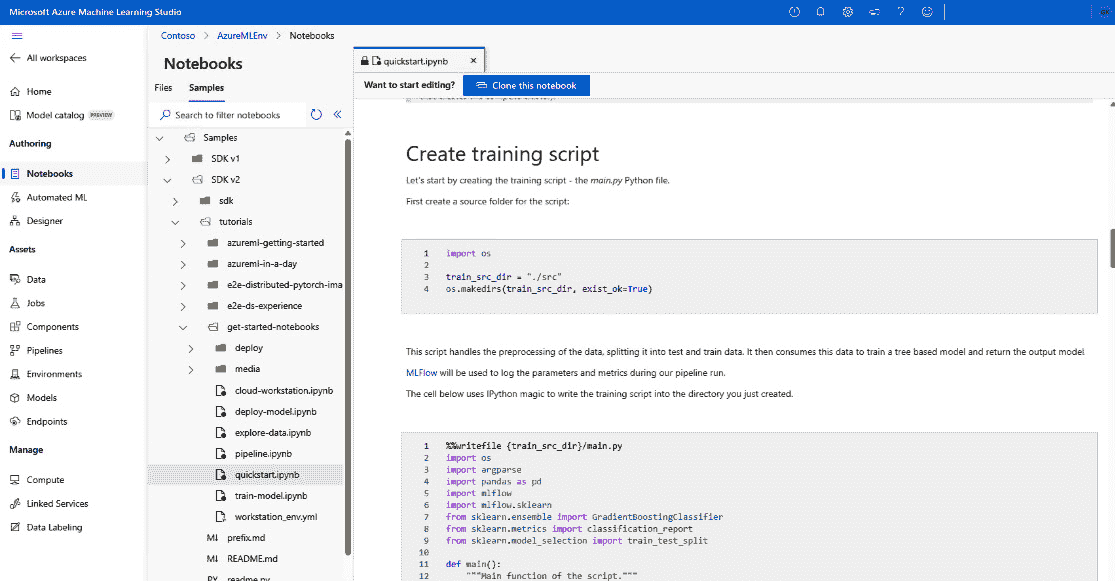 Microsoft Azure Machine Learning Studio
All workspaces
Home
Model catalog PREVIEW
Authoring
Notebooks
Automated ML
Designer
Assets
Data
Jobs
Components
Pipelines
Environments
Models
Endpoints
Manage
Compute
Linked Services
Data Labeling
Contoso > AzureMLEnv > Notebooks
Notebooks
Files Samples
Search to filter notebooks
Samples
SDK v1
SDK v2
sdk
tutorials
azureml-getting-started
azureml-in-a-day
e2e-distributed-pytorch-ima
e2e-ds-experience
get-started-notebooks
deploy
media
cloud-workstation.ipynb
deploy-model.ipynb
explore-data.ipynb
pipeline.ipynb
quickstart.ipynb
train-model.ipynb
workstation_env.yml
M↓ prefix.md
M↓ README.md
PY readme.py
quickstart.ipynb
Want to start editing? Clone this notebook
Create training script
Let's start by creating the training script - the main.py Python file.
First create a source folder for the script:
1 import os
2
3 train_src_dir = "./src"
4 os.makedirs(train_src_dir, exist_ok=True)
This script handles the preprocessing of the data, splitting it into test and train data. It then consumes this data to train a tree based model and return the output model.
MLFlow will be used to log the parameters and metrics during our pipeline run.
The cell below uses IPython magic to write the training script into the directory you just created.
1 %%writefile {train_src_dir}/main.py
2 import os
3 import argparse
4 import pandas as pd
5 import mlflow
6 import mlflow.sklearn
7 from sklearn.ensemble import GradientBoostingClassifier
8 from sklearn.metrics import classification_report
9 from sklearn.model_selection import train_test_split
10
11 def main():
12 """Main function of the script."""